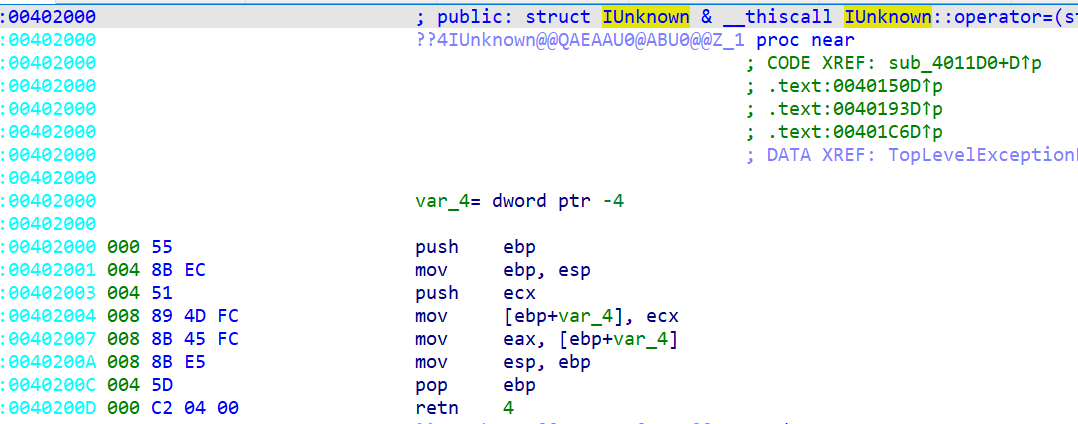 :00402000 ; public: struct IUnknown & __thiscall IUnknown::operator=(st
:00402000 ??4IUnknown@@QAEAAU0@ABU0@@Z_1 proc near
:00402000 ; CODE XREF: sub_4011D0+D↑p
:00402000 ; .text:0040150D↑p
:00402000 ; .text:0040193D↑p
:00402000 ; .text:00401C6D↑p
:00402000 ; DATA XREF: TopLevelExceptionF
:00402000
:00402000 var_4= dword ptr -4
:00402000
:00402000 000 55 push ebp
:00402001 004 8B EC mov ebp, esp
:00402003 004 51 push ecx
:00402004 008 89 4D FC mov [ebp+var_4], ecx
:00402007 008 8B 45 FC mov eax, [ebp+var_4]
:0040200A 008 8B E5 mov esp, ebp
:0040200C 004 5D pop ebp
:0040200D 000 C2 04 00 retn 4